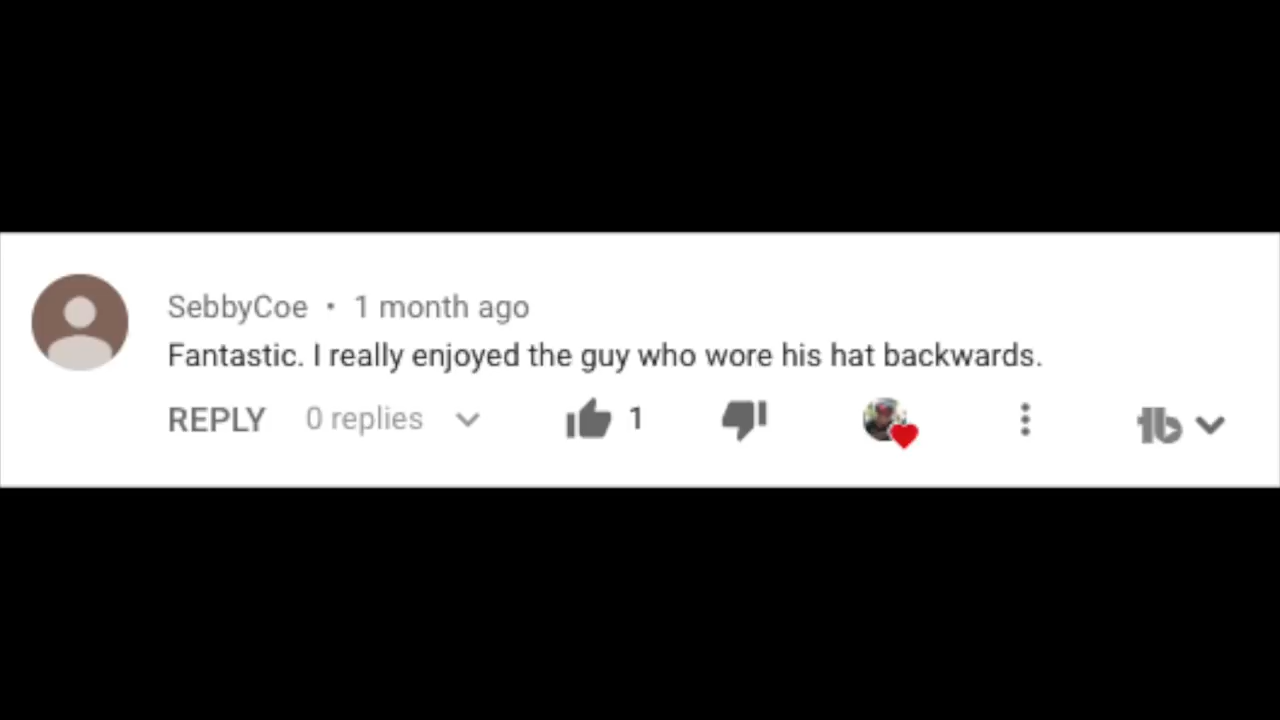 SebbyCoe • 1 month ago
Fantastic. I really enjoyed the guy who wore his hat backwards.
REPLY 0 replies 1